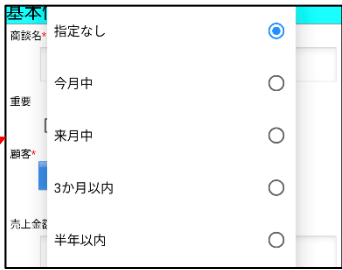 基本
商談名*
指定なし
今月中
重要
来月中
顧客*
3か月以内
売上金額
半年以内